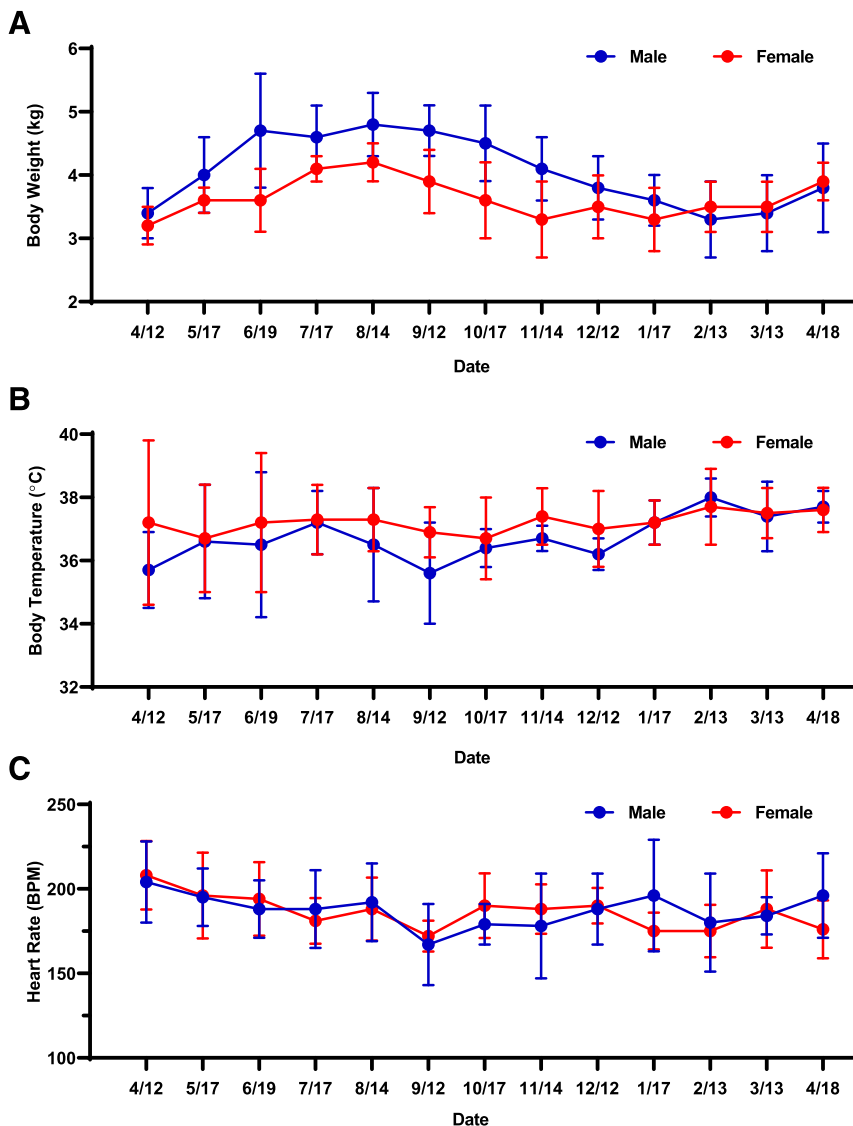 A
Male Female
Body Weight (kg)
6
5
4
3
2
4/12 5/17 6/19 7/17 8/14 9/12 10/17 11/14 12/12 1/17 2/13 3/13 4/18
Date
B
Male Female
Body Temperature (°C)
40
38
36
34
32
4/12 5/17 6/19 7/17 8/14 9/12 10/17 11/14 12/12 1/17 2/13 3/13 4/18
Date
C
Male Female
Heart Rate (BPM)
250
200
150
100
4/12 5/17 6/19 7/17 8/14 9/12 10/17 11/14 12/12 1/17 2/13 3/13 4/18
Date